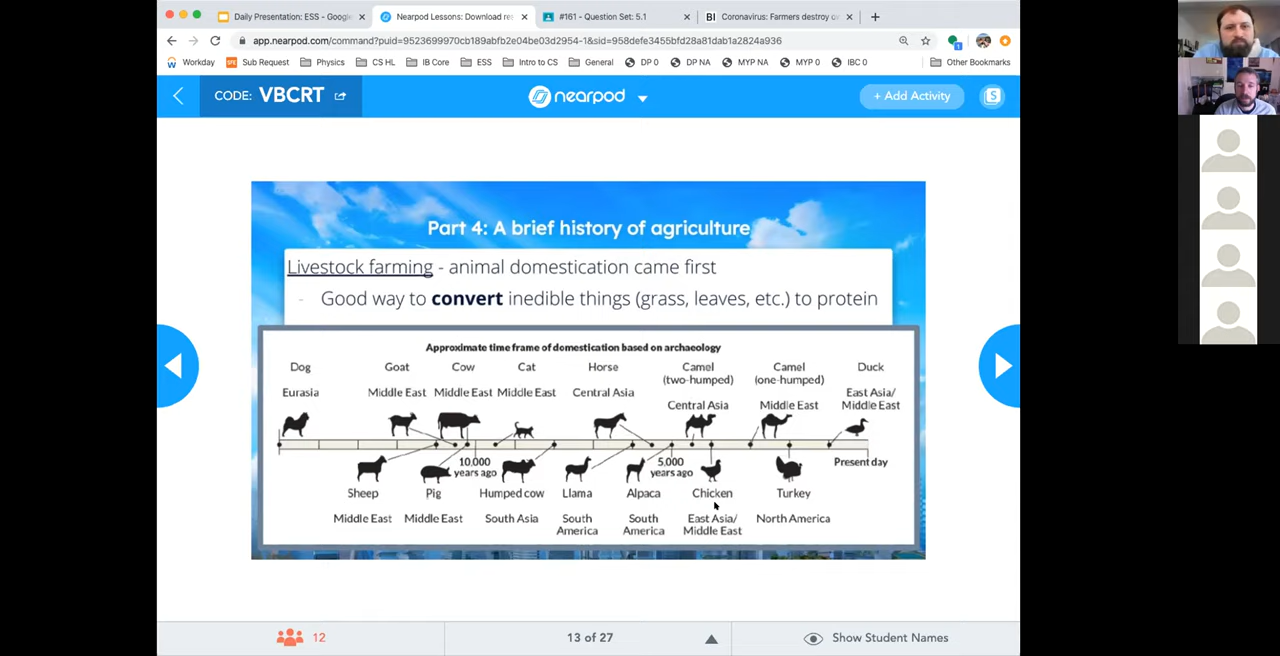 Daily Presentation: ESS - Google
Nearpod Lessons: Download re
#161 - Question Set: 5.1
BI Coronavirus: Farmers destroy c
app.nearpod.com/command?puid=9523699970cb189abfb2e04be03d2954-1&sid=958defe3455bfd28a81dab1a2824a936
Workday
SFE Sub Request
Physics
CS HL
IB Core
ESS
Intro to CS
General
DP 0
DP NA
MYP NA
MYP 0
IBC 0
Other Bookmarks
CODE: VBCRT
nearpod
+ Add Activity
S
Part 4: A brief history of agriculture
Livestock farming - animal domestication came first
- Good way to convert inedible things (grass, leaves, etc.) to protein
Approximate time frame of domestication based on archaeology
Dog
Eurasia
Goat
Middle East
Cow
Middle East
Cat
Middle East
Horse
Central Asia
Camel
(two-humped)
Central Asia
Camel
(one-humped)
Middle East
Duck
East Asia/
Middle East
10,000
years ago
5,000
years ago
Present day
Sheep
Middle East
Pig
Middle East
Humped cow
South Asia
Llama
South
America
Alpaca
South
America
Chicken
East Asia/
Middle East
Turkey
North America
12
13 of 27
Show Student Names